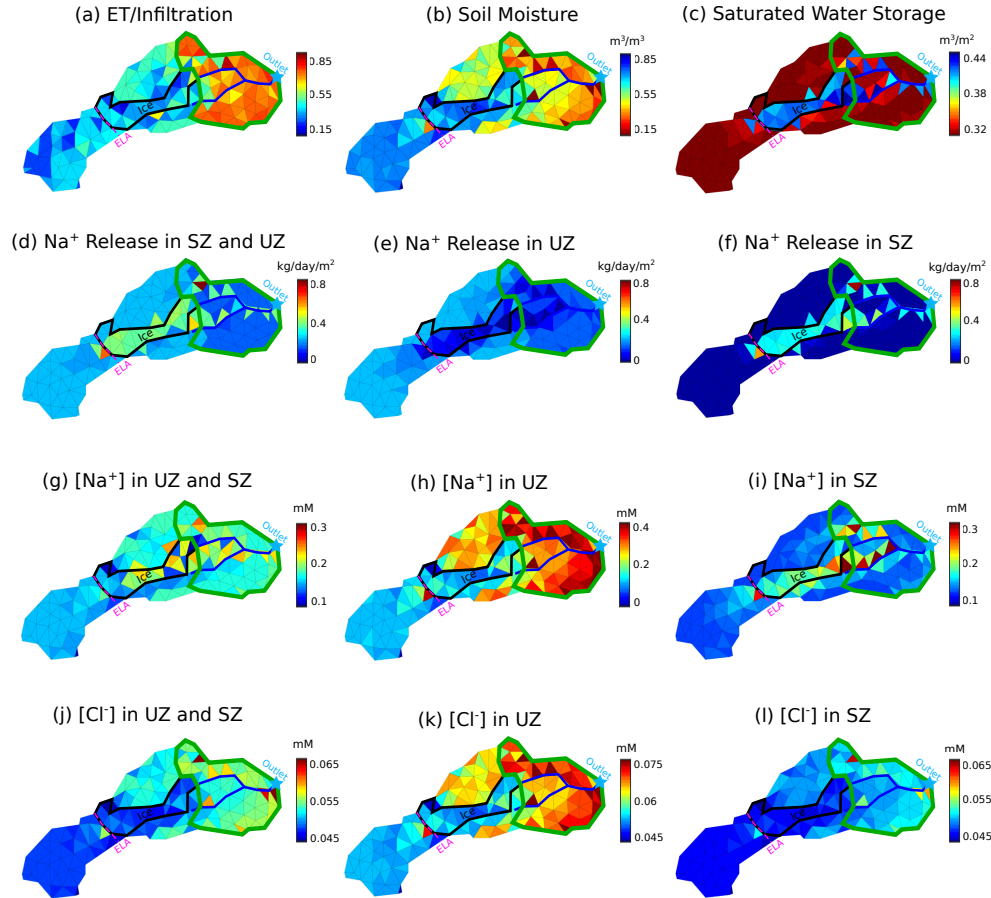 (a) ET/Infiltration
(b) Soil Moisture
(c) Saturated Water Storage
0.85
0.55
0.15
Outlet
Ice
ELA
m³/m³
0.85
0.55
0.15
Outlet
Ice
ELA
m³/m²
0.44
0.38
0.32
Outlet
Ice
ELA
(d) Na⁺ Release in SZ and UZ
(e) Na⁺ Release in UZ
(f) Na⁺ Release in SZ
kg/day/m²
0.8
0.4
0
Outlet
Ice
ELA
kg/day/m²
0.8
0.4
0
Outlet
Ice
ELA
kg/day/m²
0.8
0.4
0
Outlet
Ice
ELA
(g) [Na⁺] in UZ and SZ
(h) [Na⁺] in UZ
(i) [Na⁺] in SZ
mM
0.3
0.2
0.1
Outlet
Ice
ELA
mM
0.4
0.2
0
Outlet
Ice
ELA
mM
0.3
0.2
0.1
Outlet
Ice
ELA
(j) [Cl⁻] in UZ and SZ
(k) [Cl⁻] in UZ
(l) [Cl⁻] in SZ
mM
0.065
0.055
0.045
Outlet
Ice
ELA
mM
0.075
0.06
0.045
Outlet
Ice
ELA
mM
0.065
0.055
0.045
Outlet
Ice
ELA